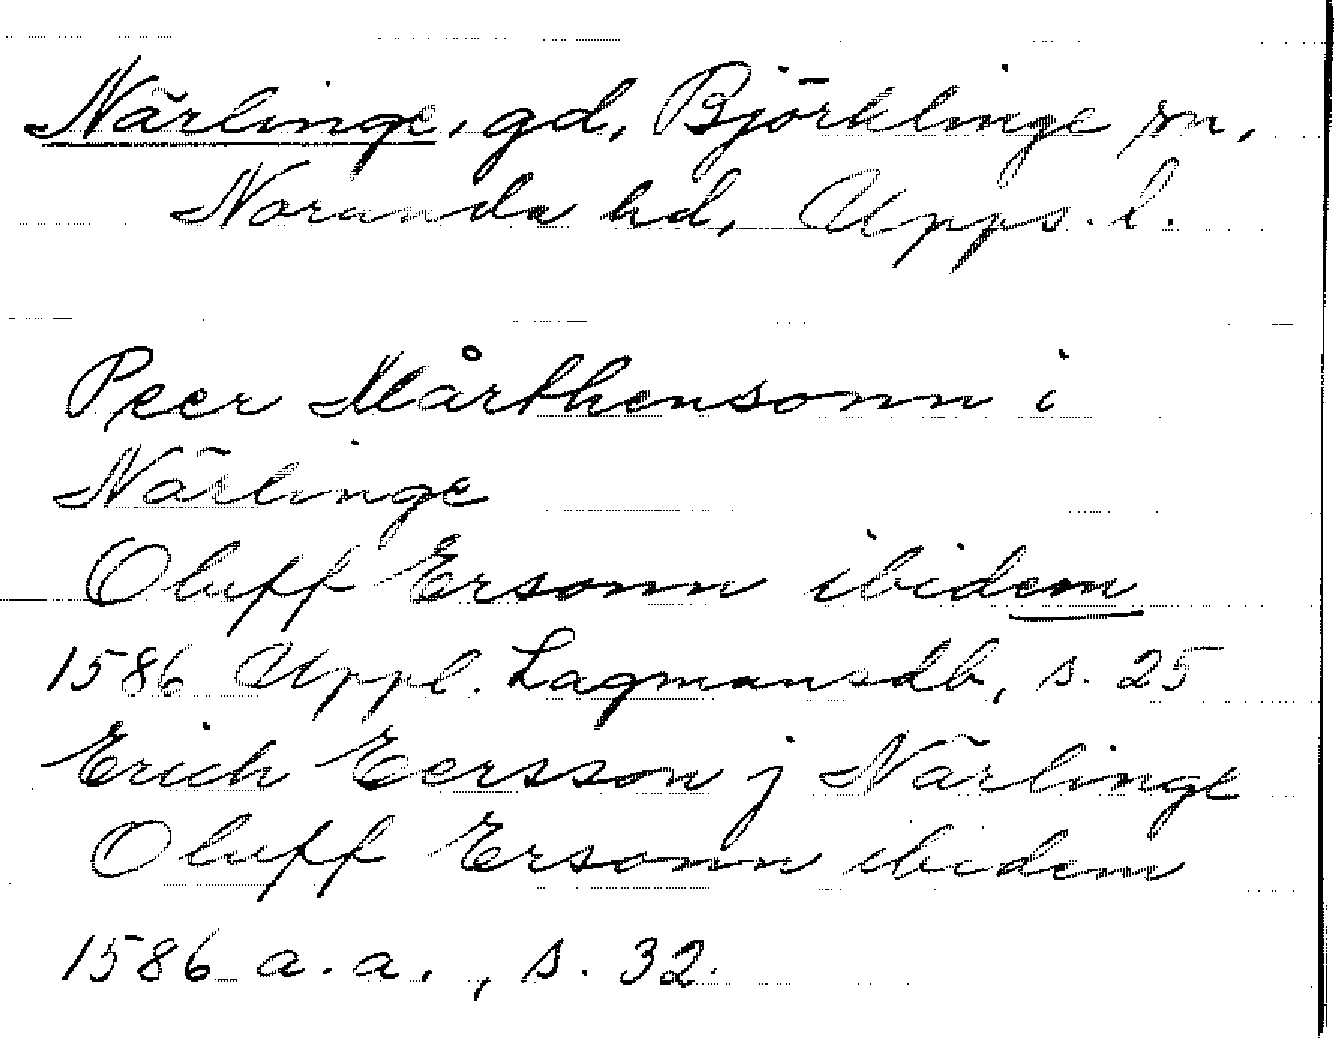 Närlinge, gd, Björklinge sn,
Norunda hd, Upps. l.
Peer Mårthensonn i
Närlinge
Oluff Ersonn ibidem
1586 Uppl. Lagmansdb, s. 25
Erich Eersson j Närlinge
Oluff Ersonn ibidem
1586 a.a., s. 32.